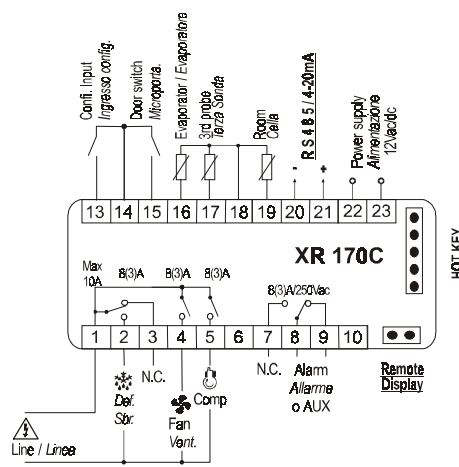 Confi. Input
Ingresso config.
Door switch
Microporta.
Evaporator / Evaporatore
3rd probe
Terza Sonda
Room
Cella
RS485 / 4-20mA
- +
Power supply
Alimentazione
12Vac/dc
13 14 15 16 17 18 19 20 21 22 23
XR 170C
HOT KEY
Max
10A
8(3)A 8(3)A 8(3)A 8(3)A/250Vac
1 2 3 4 5 6 7 8 9 10
N.C.
Def.
Sbr.
Fan
Vent.
Comp
N.C.
Alarm
Allarme
o AUX
Remote
Display
Line / Linea